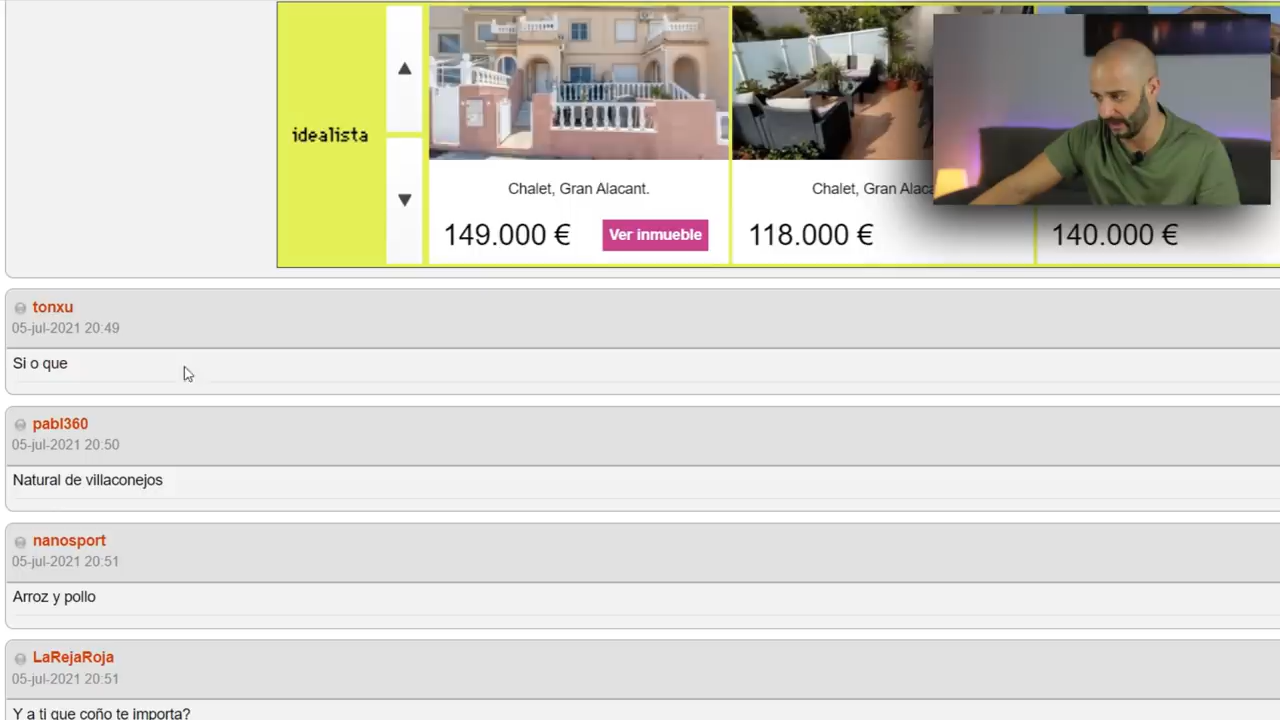 idealista
▲
▼
Chalet, Gran Alacant.
149.000 €
Ver inmueble
Chalet, Gran Alaca
118.000 €
140.000 €
tonxu
05-jul-2021 20:49
Si o que
pabl360
05-jul-2021 20:50
Natural de villaconejos
nanosport
05-jul-2021 20:51
Arroz y pollo
LaRejaRoja
05-jul-2021 20:51
Y a ti que coño te importa?